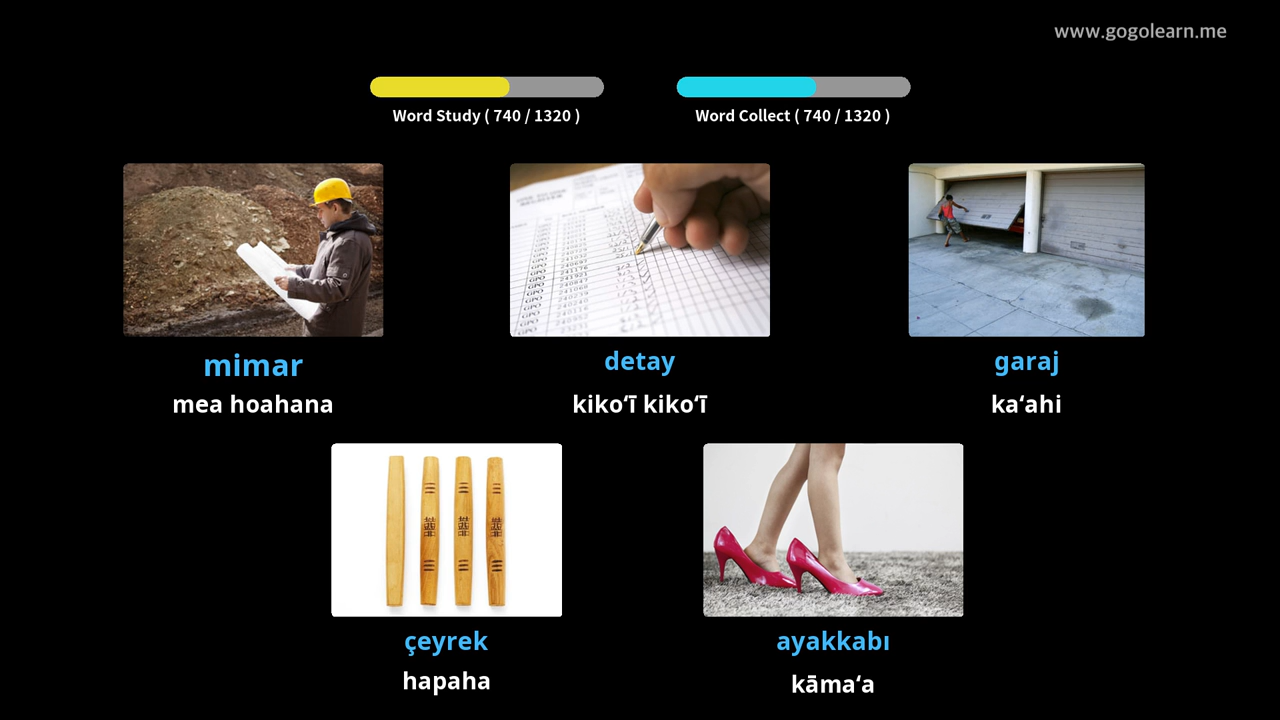 www.gogolearn.me
Word Study ( 740 / 1320 )
Word Collect ( 740 / 1320 )
mimar
mea hoahana
detay
kikoʻī kikoʻī
garaj
kaʻahi
çeyrek
hapaha
ayakkabı
kāmaʻa